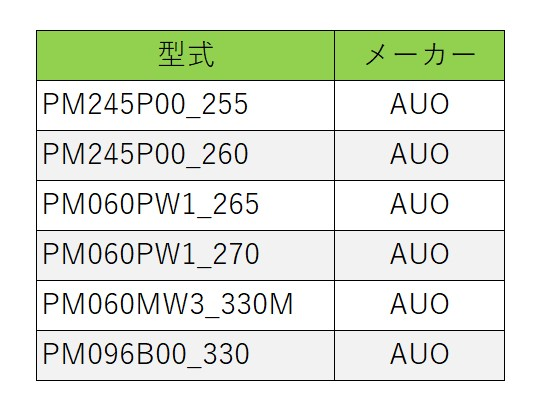 型式 メーカー
PM245P00_255 AUO
PM245P00_260 AUO
PM060PW1_265 AUO
PM060PW1_270 AUO
PM060MW3_330M AUO
PM096B00_330 AUO